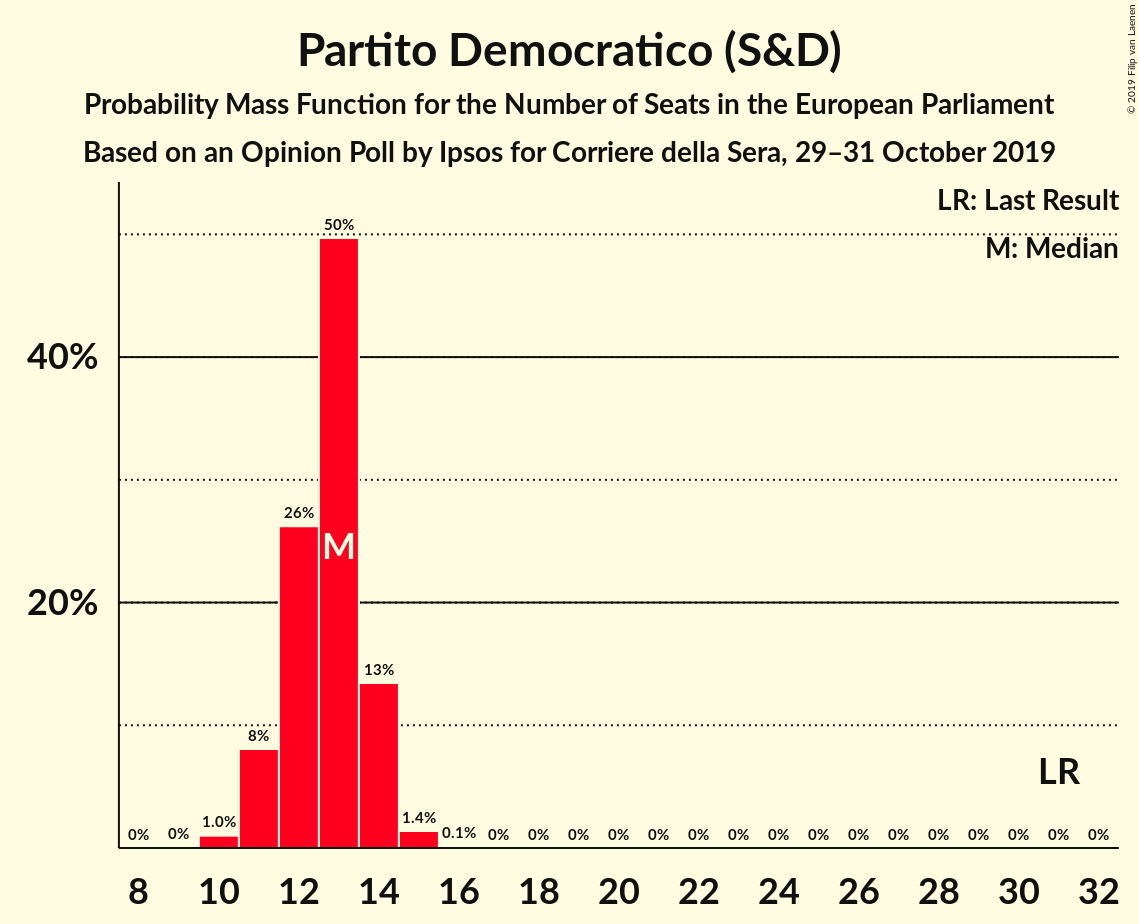 Partito Democratico (S&D)
Probability Mass Function for the Number of Seats in the European Parliament
Based on an Opinion Poll by Ipsos for Corriere della Sera, 29–31 October 2019
© 2019 Filip van Laenen
LR: Last Result
M: Median
50%
40%
26%
M
20%
13%
8%
LR
0% 0% 1.0% 1.4% 0.1% 0% 0% 0% 0% 0% 0% 0% 0% 0% 0% 0% 0% 0% 0% 0% 0%
8 10 12 14 16 18 20 22 24 26 28 30 32